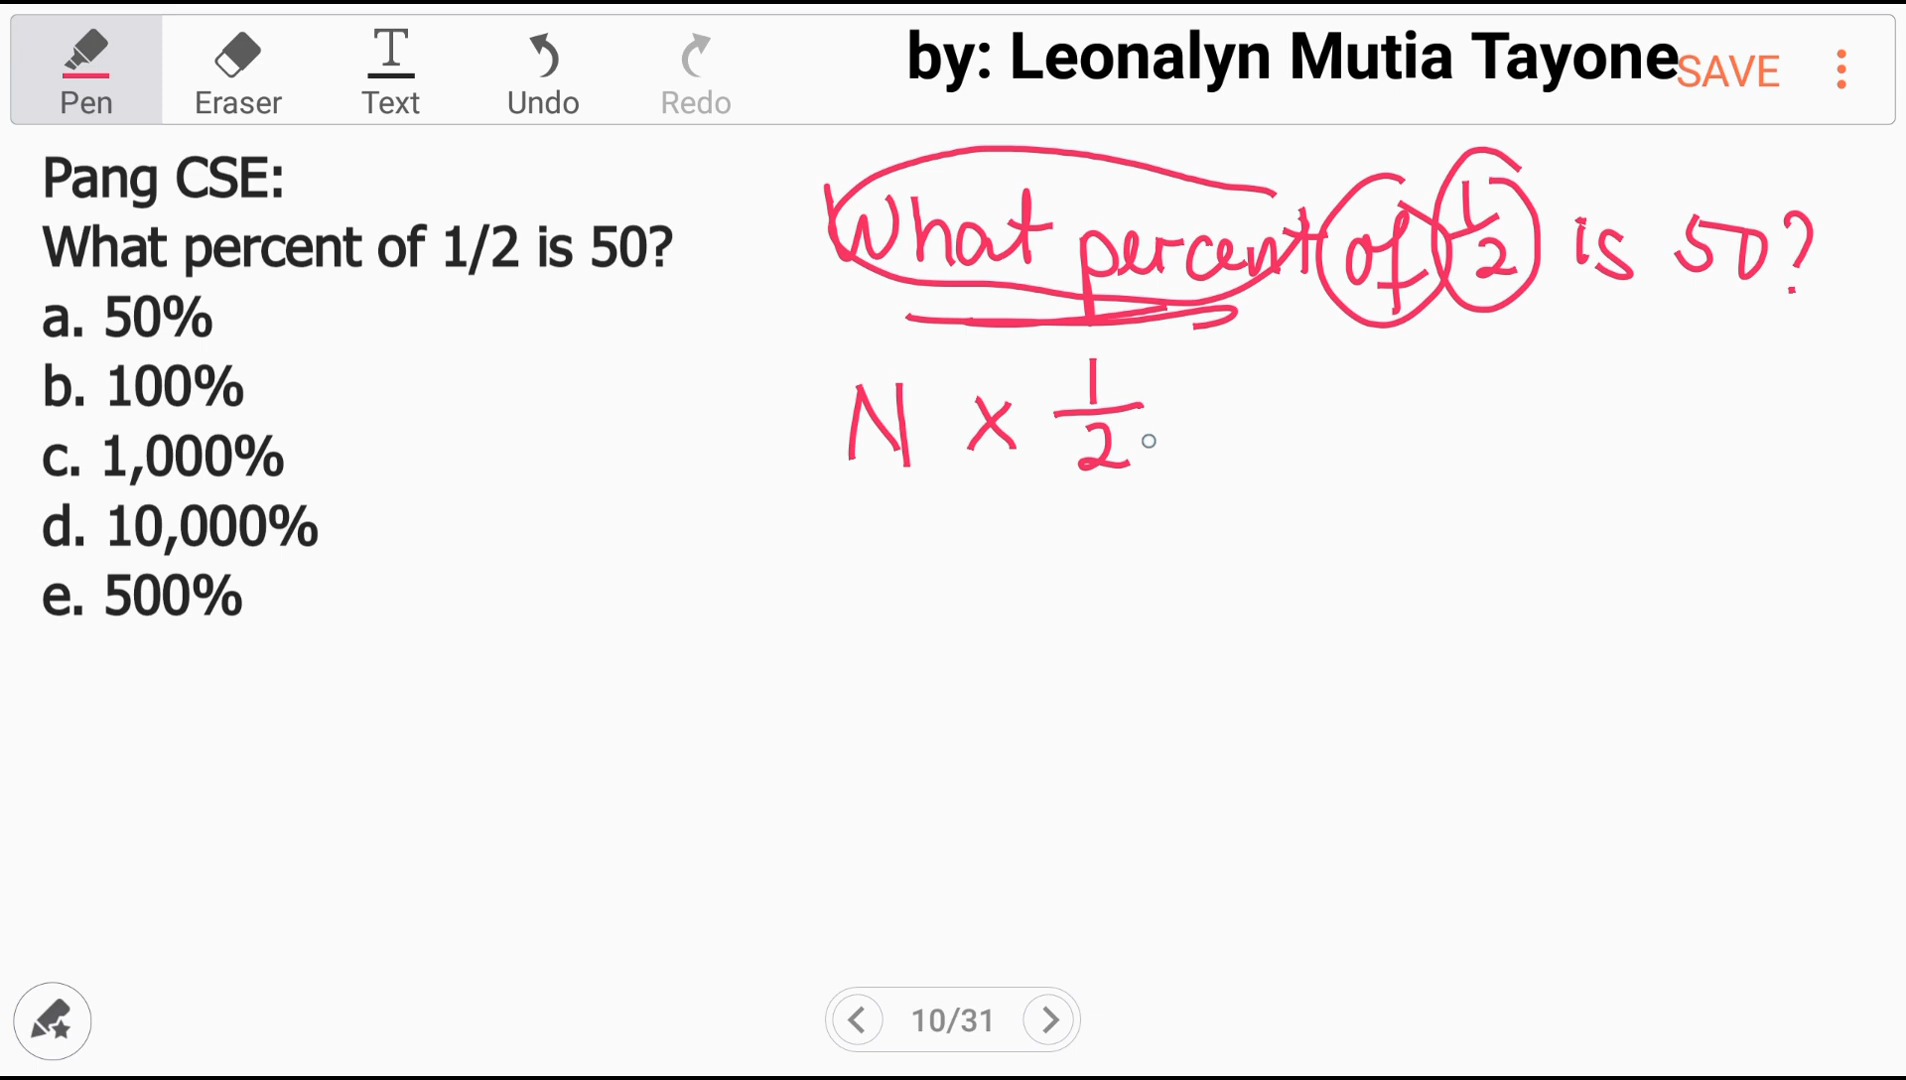 by: Leonalyn Mutia Tayone
SAVE
Pen
Eraser
Text
Undo
Redo
Pang CSE:
What percent of 1/2 is 50?
a. 50%
b. 100%
c. 1,000%
d. 10,000%
e. 500%
What percent of 1/2 is 50?
N × 1/2
10/31